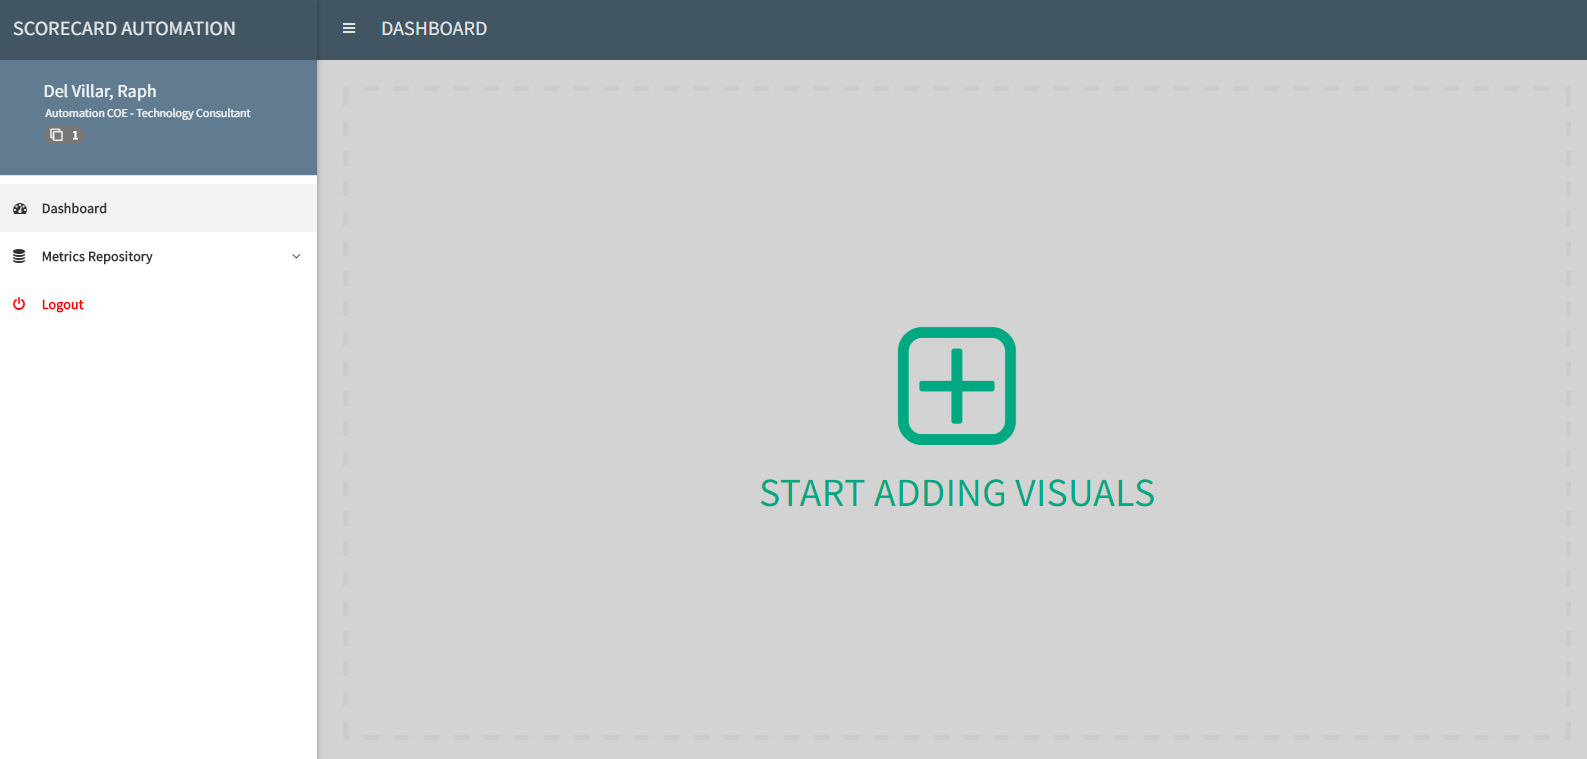 SCORECARD AUTOMATION
DASHBOARD
Del Villar, Raph
Automation COE - Technology Consultant
1
Dashboard
Metrics Repository
Logout
START ADDING VISUALS